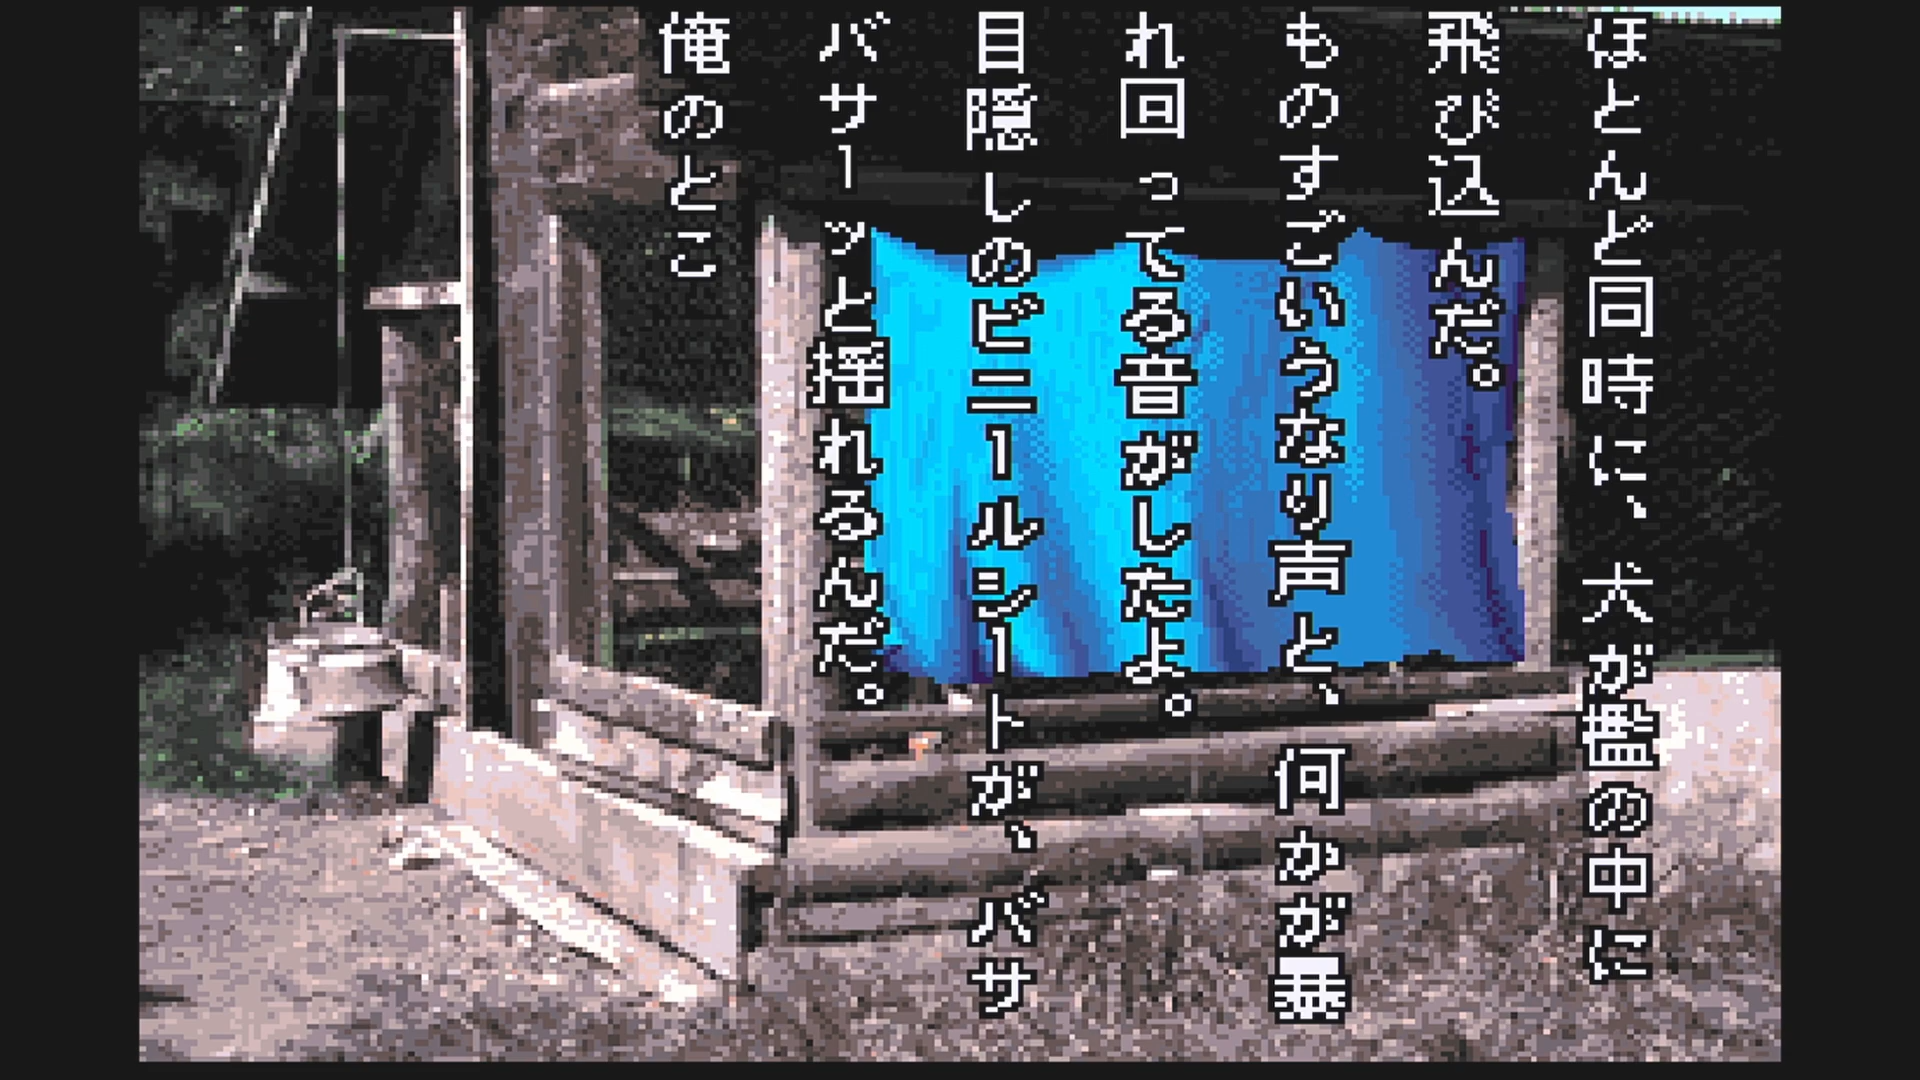 ほとんど同時に、犬が檻の中に
飛び込んだ。
ものすごいうなり声と、何かが暴
れ回ってる音がしたよ。
目隠しのビニールシートが、バサ
バサーッと揺れるんだ。
俺のとこ